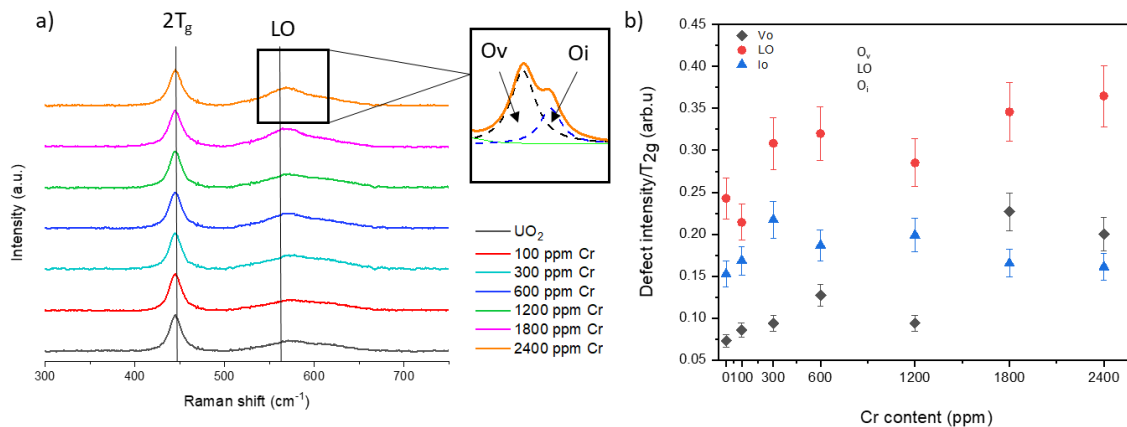 a)
2Tg
LO
Ov
Oi
UO2
100 ppm Cr
300 ppm Cr
600 ppm Cr
1200 ppm Cr
1800 ppm Cr
2400 ppm Cr
Intensity (a.u.)
300 400 500 600 700
Raman shift (cm-1)
b)
Vo
LO
Io
Ov
LO
Oi
0.45
0.40
0.35
0.30
0.25
0.20
0.15
0.10
0.05
Defect intensity/T2g (arb.u)
0 100 300 600 1200 1800 2400
Cr content (ppm)